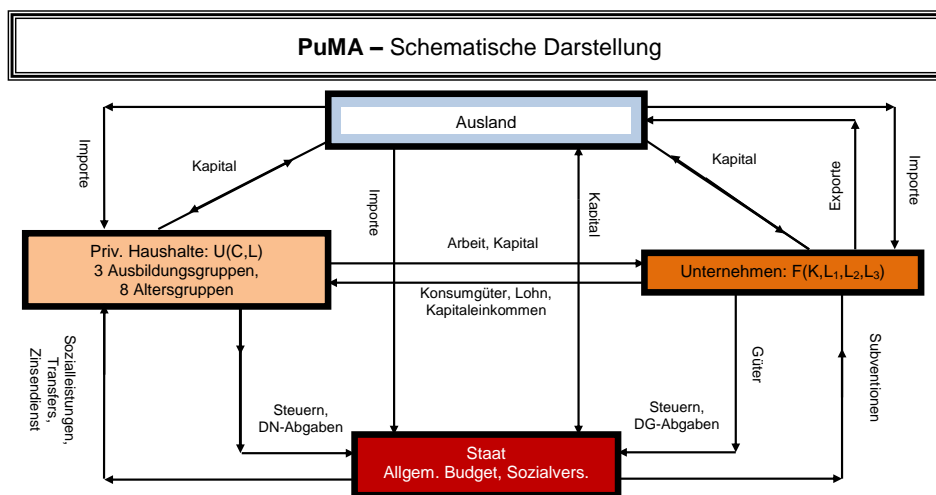 PuMA – Schematische Darstellung
Ausland
Importe
Kapital
Importe
Kapital
Kapital
Exporte
Importe
Priv. Haushalte: U(C,L)
3 Ausbildungsgruppen,
8 Altersgruppen
Arbeit, Kapital
Unternehmen: F(K,L₁,L₂,L₃)
Konsumgüter, Lohn,
Kapitaleinkommen
Sozialleistungen,
Transfers,
Zinsendienst
Steuern,
DN-Abgaben
Steuern,
DG-Abgaben
Güter
Subventionen
Staat
Allgem. Budget, Sozialvers.